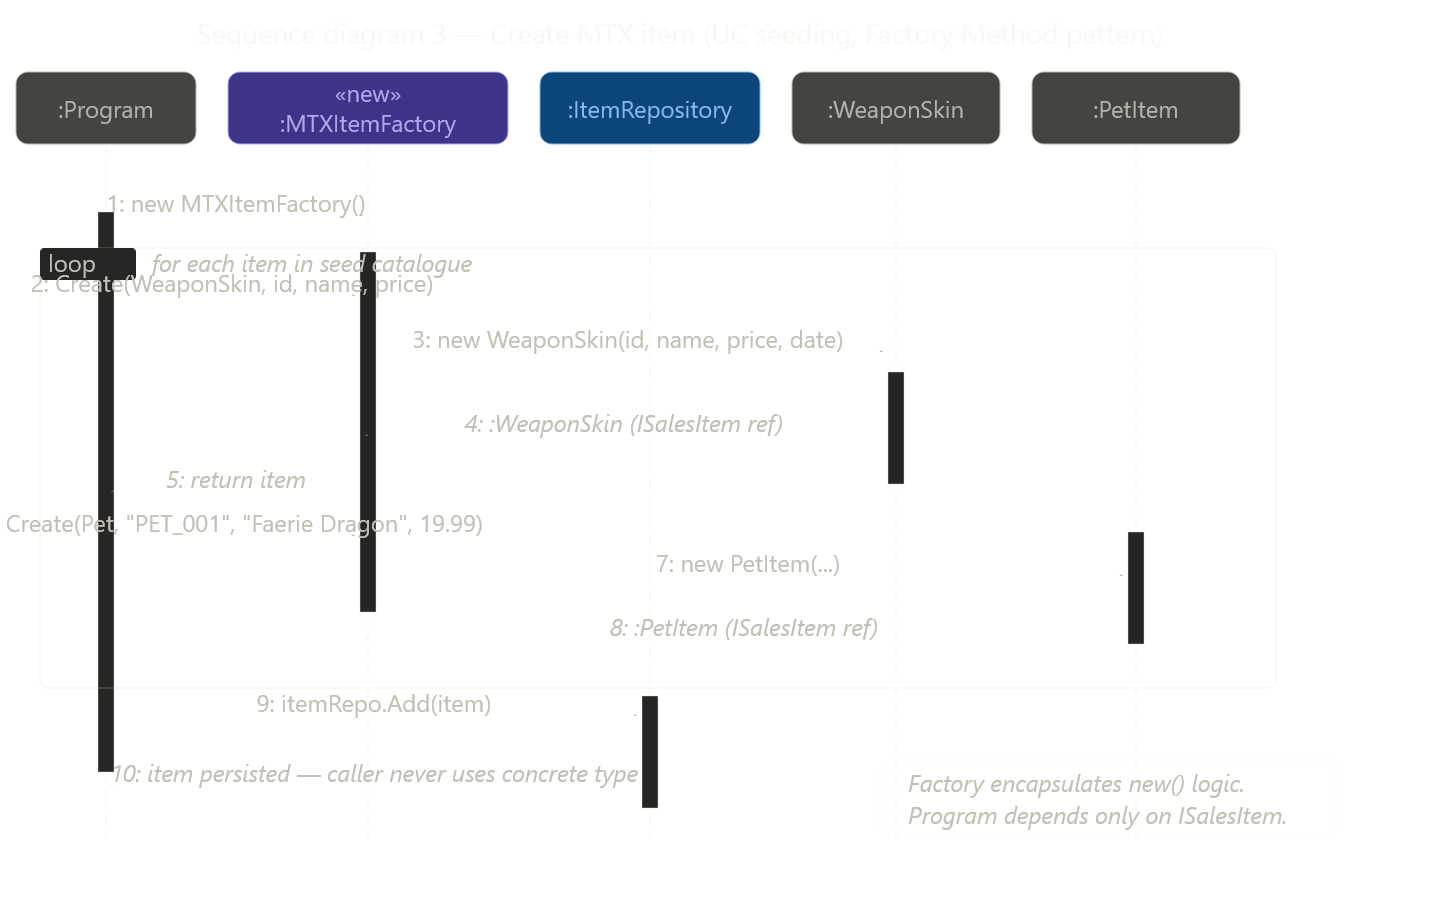 Sequence diagram 3 — Create MTX item (UC seeding, Factory Method pattern)
:Program
«new»
:MTXItemFactory
:ItemRepository
:WeaponSkin
:PetItem
1: new MTXItemFactory()
loop
for each item in seed catalogue
2: Create(WeaponSkin, id, name, price)
3: new WeaponSkin(id, name, price, date)
4: :WeaponSkin (ISalesItem ref)
5: return item
Create(Pet, "PET_001", "Faerie Dragon", 19.99)
7: new PetItem(...)
8: :PetItem (ISalesItem ref)
9: itemRepo.Add(item)
10: item persisted — caller never uses concrete type
Factory encapsulates new() logic.
Program depends only on ISalesItem.